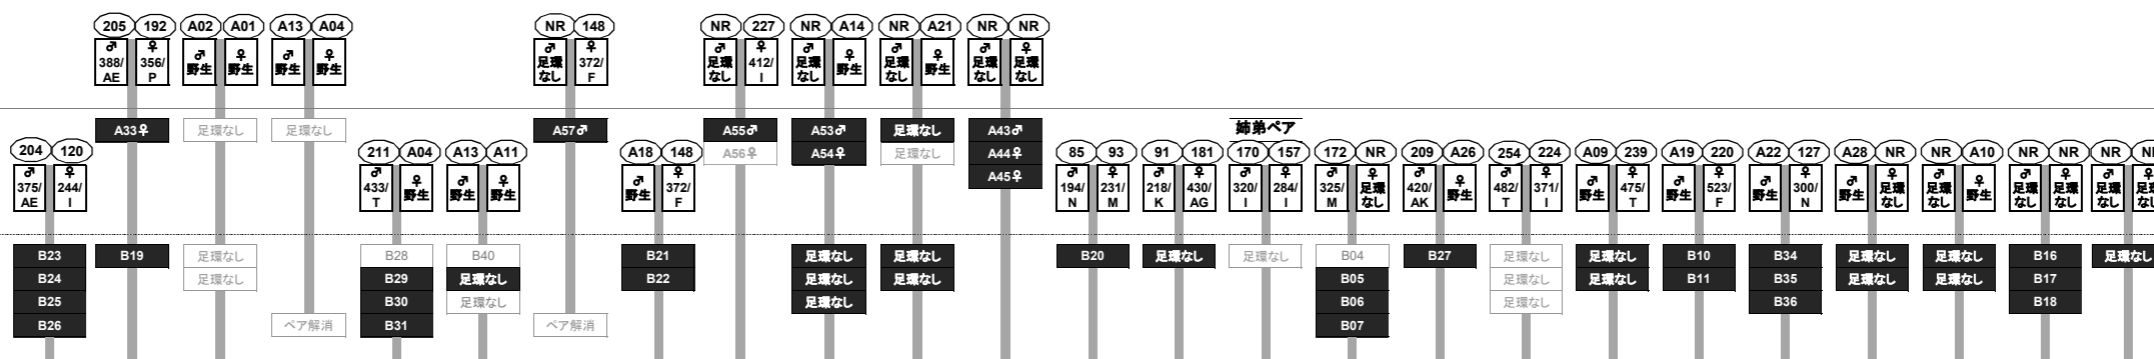 205 192 A02 A01 A13 A04 NR 148 NR 227 NR A14 NR A21 NR NR
♂ ♀ ♂ ♀ ♂ ♀ ♂ ♀ ♂ ♀ ♂ ♀ ♂ ♀ ♂ ♀
388/AE 356/P 野生 野生 野生 野生 足環なし 372/F 足環なし 412/I 足環なし 野生 足環なし 野生 足環なし 足環なし
A33♀ 足環なし 足環なし A57♂ A55♂ A53♂ 足環なし A43♂ 姉弟ペア
A56♀ A54♀ 足環なし A44♀
A45♀
204 120 211 A04 A13 A11 A18 148 85 93 91 181 170 157 172 NR 209 A26 254 224 A09 239 A19 220 A22 127 A28 NR NR A10 NR NR NR
♂ ♀ ♂ ♀ ♂ ♀ ♂ ♀ ♂ ♀ ♂ ♀ ♂ ♀ ♂ ♀ ♂ ♀ ♂ ♀ ♂ ♀ ♂ ♀ ♂ ♀ ♂ ♀ ♂ ♀ ♂ ♀ ♂
375/AE 244/I 433/T 野生 野生 野生 野生 372/F 194/N 231/M 218/K 430/AG 320/I 284/I 325/M 足環なし 420/AK 野生 482/T 371/I 野生 475/T 野生 523/F 野生 300/N 野生 足環なし 足環なし 野生 足環なし 足環なし 足環なし
B23 B19 足環なし B28 B40 B21 足環なし 足環なし B20 足環なし 足環なし B04 B27 足環なし 足環なし B10 B34 足環なし 足環なし B16 足環なし
B24 足環なし B29 足環なし B22 足環なし 足環なし B05 足環なし 足環なし B11 B35 足環なし 足環なし B17
B25 B30 足環なし 足環なし B06 足環なし B36 B18
B26 ペア解消 B31 ペア解消 B07